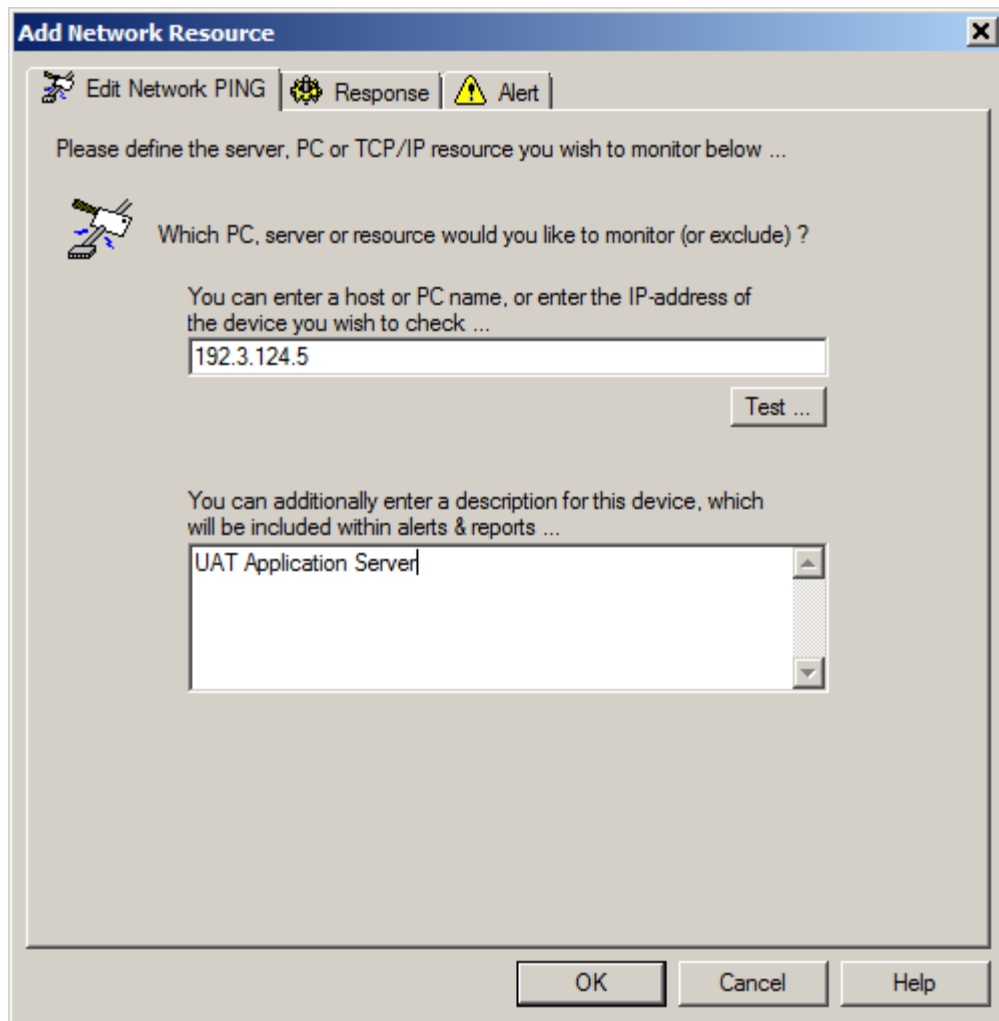 Add Network Resource
Edit Network PING
Response
Alert
Please define the server, PC or TCP/IP resource you wish to monitor below ...
Which PC, server or resource would you like to monitor (or exclude) ?
You can enter a host or PC name, or enter the IP-address of
the device you wish to check ...
192.3.124.5
Test ...
You can additionally enter a description for this device, which
will be included within alerts & reports ...
UAT Application Server
OK
Cancel
Help